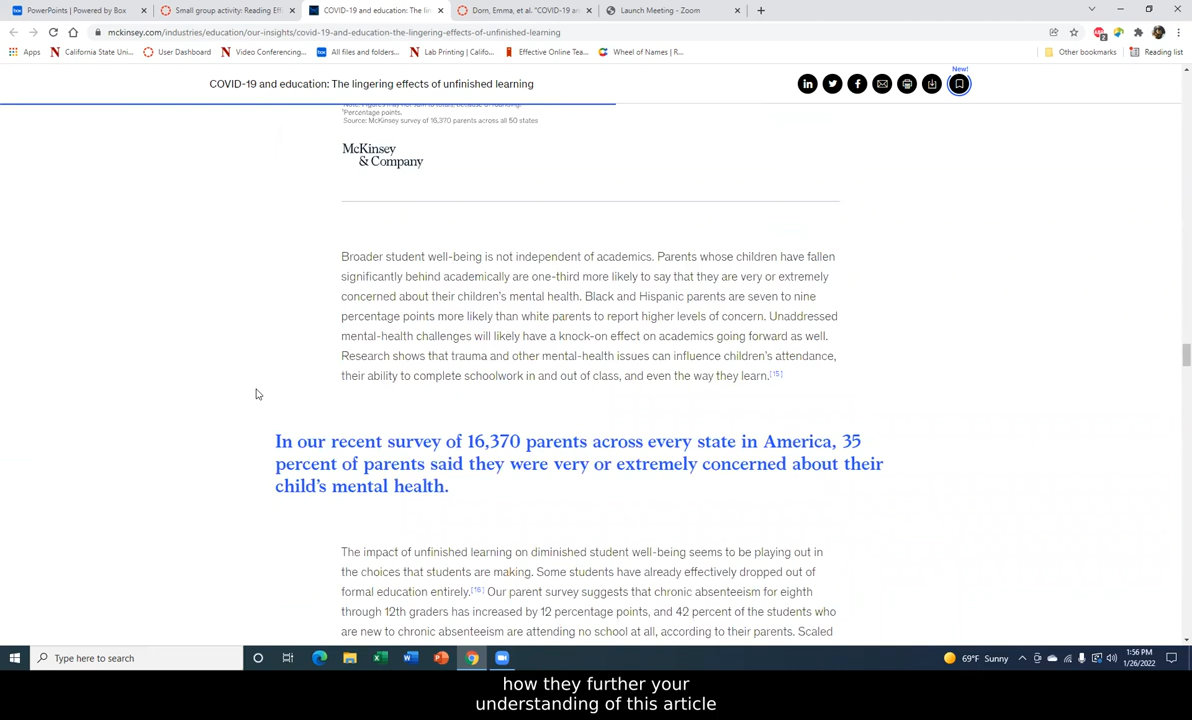 PowerPoints | Powered by Box
Small group activity: Reading Eff
COVID-19 and education: The lin
Dorn, Emma, et al. "COVID-19 an
Launch Meeting - Zoom
mckinsey.com/industries/education/our-insights/covid-19-and-education-the-lingering-effects-of-unfinished-learning
Apps
California State Uni...
User Dashboard
Video Conferencing...
All files and folders...
Lab Printing | Califo...
Effective Online Tea...
Wheel of Names | R...
Other bookmarks
Reading list
COVID-19 and education: The lingering effects of unfinished learning
New!
Note: Figures may not sum to totals, because of rounding.
¹Percentage points.
Source: McKinsey survey of 16,370 parents across all 50 states
McKinsey
& Company
Broader student well-being is not independent of academics. Parents whose children have fallen
significantly behind academically are one-third more likely to say that they are very or extremely
concerned about their children's mental health. Black and Hispanic parents are seven to nine
percentage points more likely than white parents to report higher levels of concern. Unaddressed
mental-health challenges will likely have a knock-on effect on academics going forward as well.
Research shows that trauma and other mental-health issues can influence children's attendance,
their ability to complete schoolwork in and out of class, and even the way they learn.[15]
In our recent survey of 16,370 parents across every state in America, 35
percent of parents said they were very or extremely concerned about their
child's mental health.
The impact of unfinished learning on diminished student well-being seems to be playing out in
the choices that students are making. Some students have already effectively dropped out of
formal education entirely.[16] Our parent survey suggests that chronic absenteeism for eighth
through 12th graders has increased by 12 percentage points, and 42 percent of the students who
are new to chronic absenteeism are attending no school at all, according to their parents. Scaled
Type here to search
69°F Sunny
1:56 PM
1/26/2022
how they further your
understanding of this article